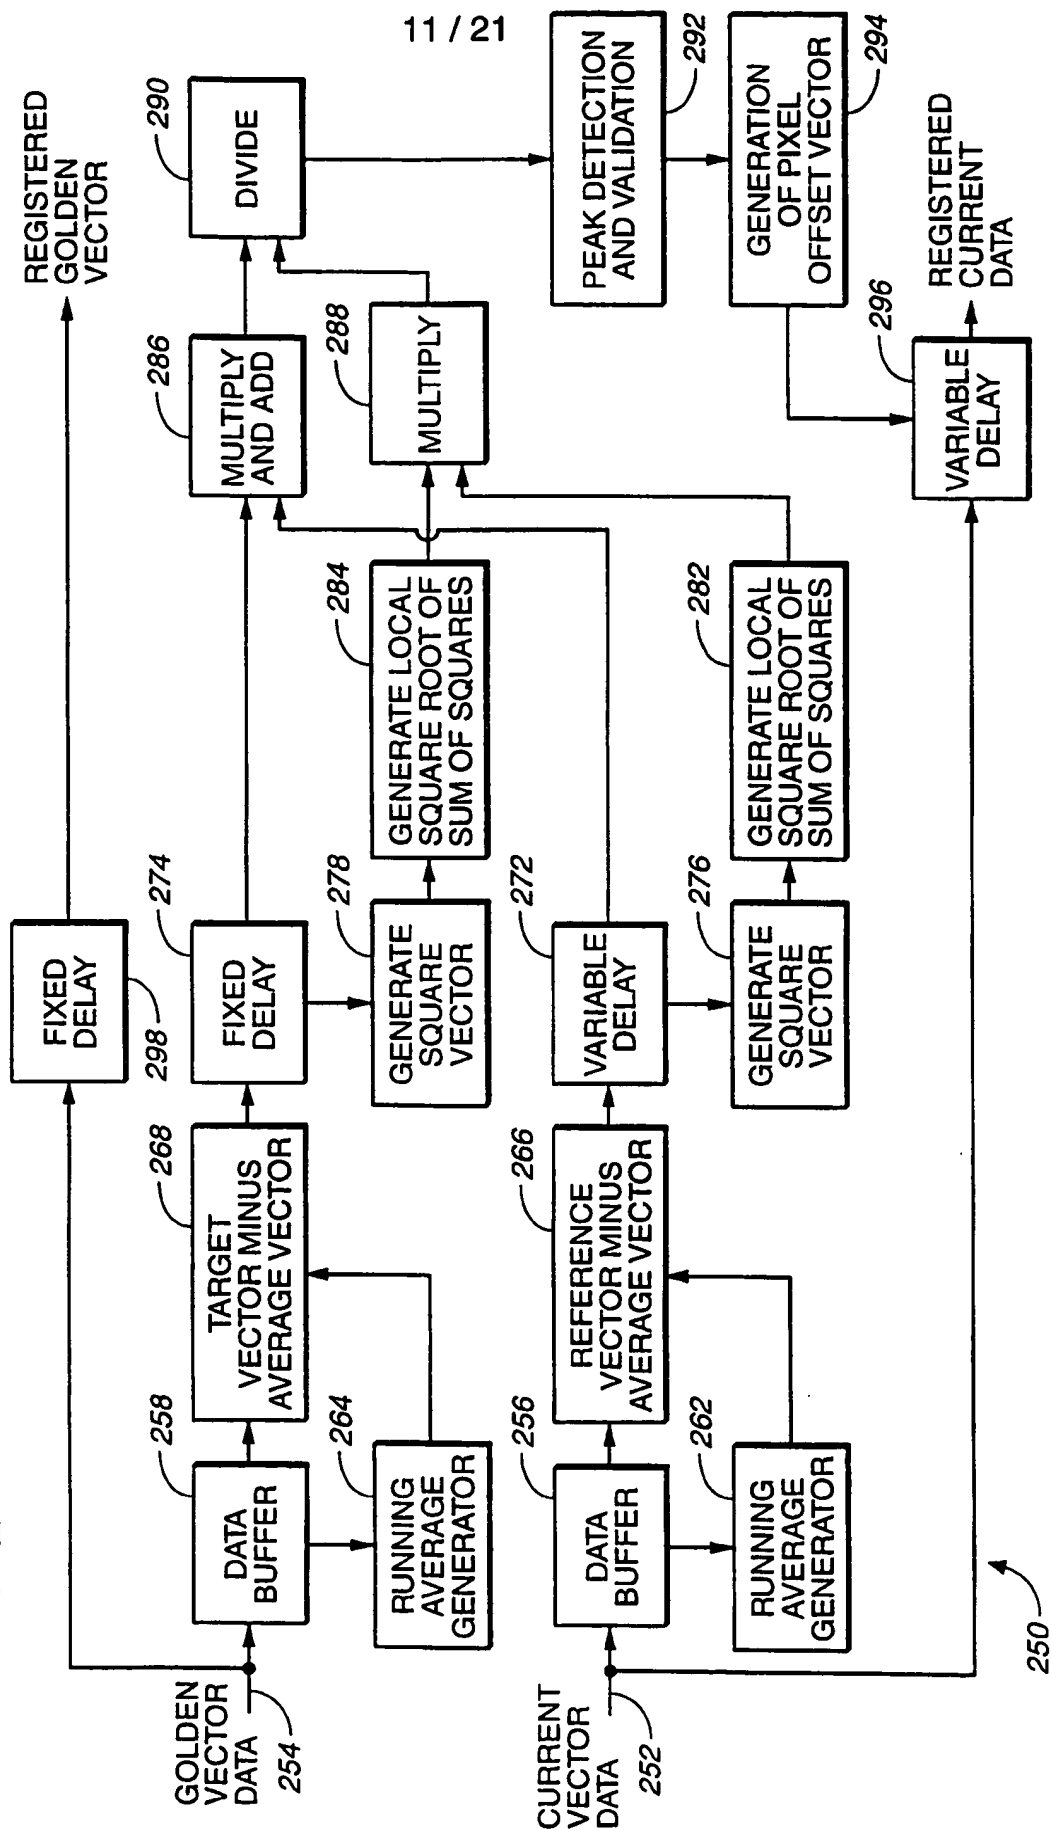 11 / 21
GOLDEN
VECTOR
DATA
254
FIXED
DELAY
298
REGISTERED
GOLDEN
VECTOR
DATA
BUFFER
258
RUNNING
AVERAGE
GENERATOR
264
TARGET
VECTOR MINUS
AVERAGE VECTOR
268
FIXED
DELAY
274
GENERATE
SQUARE
VECTOR
278
GENERATE LOCAL
SQUARE ROOT OF
SUM OF SQUARES
284
MULTIPLY
AND ADD
286
MULTIPLY
288
DIVIDE
290
CURRENT
VECTOR
DATA
252
DATA
BUFFER
256
RUNNING
AVERAGE
GENERATOR
262
REFERENCE
VECTOR MINUS
AVERAGE VECTOR
266
VARIABLE
DELAY
272
GENERATE
SQUARE
VECTOR
276
GENERATE LOCAL
SQUARE ROOT OF
SUM OF SQUARES
282
PEAK DETECTION
AND VALIDATION
292
GENERATION
OF PIXEL
OFFSET VECTOR
294
VARIABLE
DELAY
296
REGISTERED
CURRENT
DATA
250